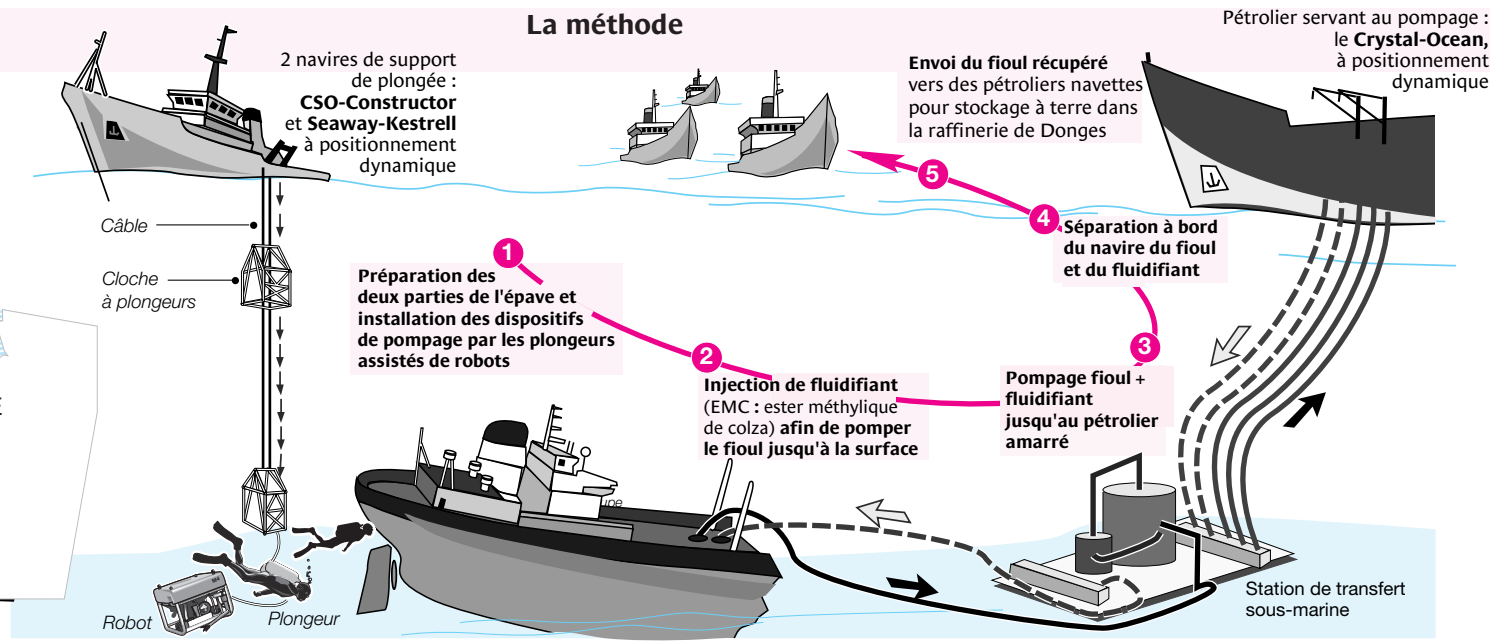 La méthode
2 navires de support
de plongée :
CSO-Constructor
et Seaway-Kestrell
à positionnement
dynamique
Câble
Cloche
à plongeurs
Robot
Plongeur
1
Préparation des
deux parties de l'épave et
installation des dispositifs
de pompage par les plongeurs
assistés de robots
2
Injection de fluidifiant
(EMC : ester méthylique
de colza) afin de pomper
le fioul jusqu'à la surface
3
Pompage fioul +
fluidifiant
jusqu'au pétrolier
amarré
4
Séparation à bord
du navire du fioul
et du fluidifiant
5
Envoi du fioul récupéré
vers des pétroliers navettes
pour stockage à terre dans
la raffinerie de Donges
Pétrolier servant au pompage :
le Crystal-Ocean,
à positionnement
dynamique
Station de transfert
sous-marine